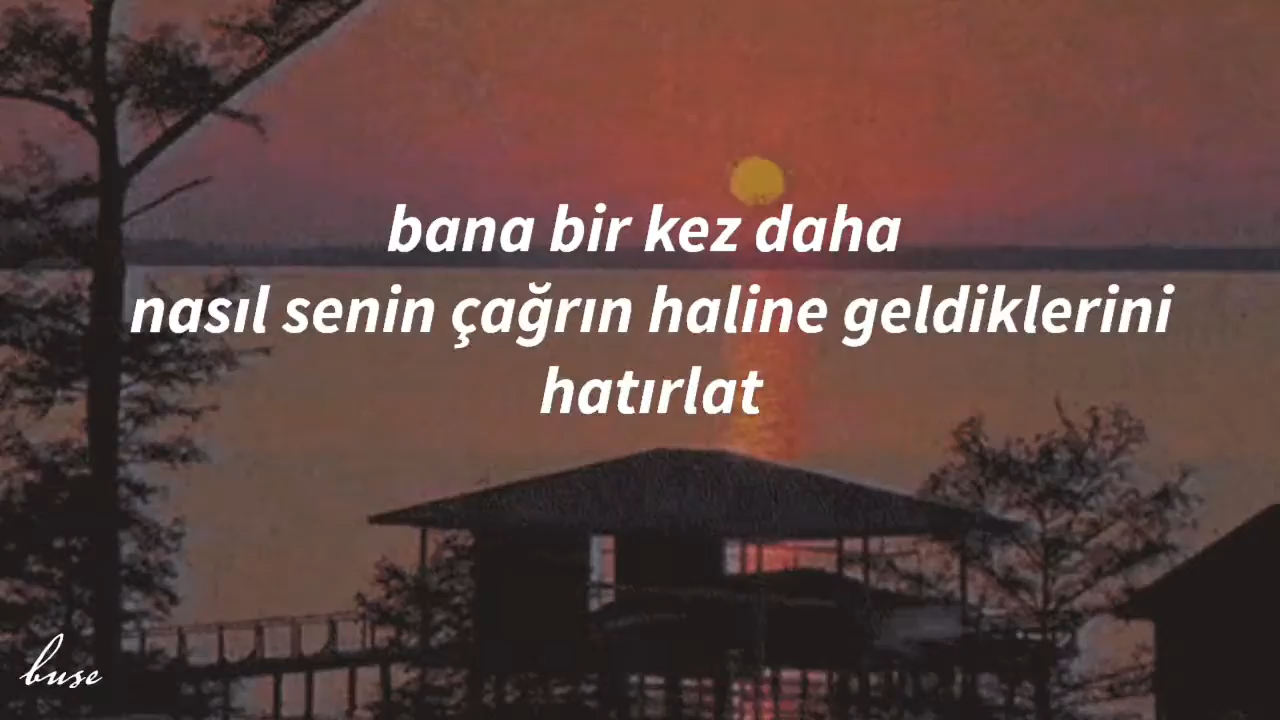 bana bir kez daha
nasıl senin çağrın haline geldiklerini
hatırlat
buse